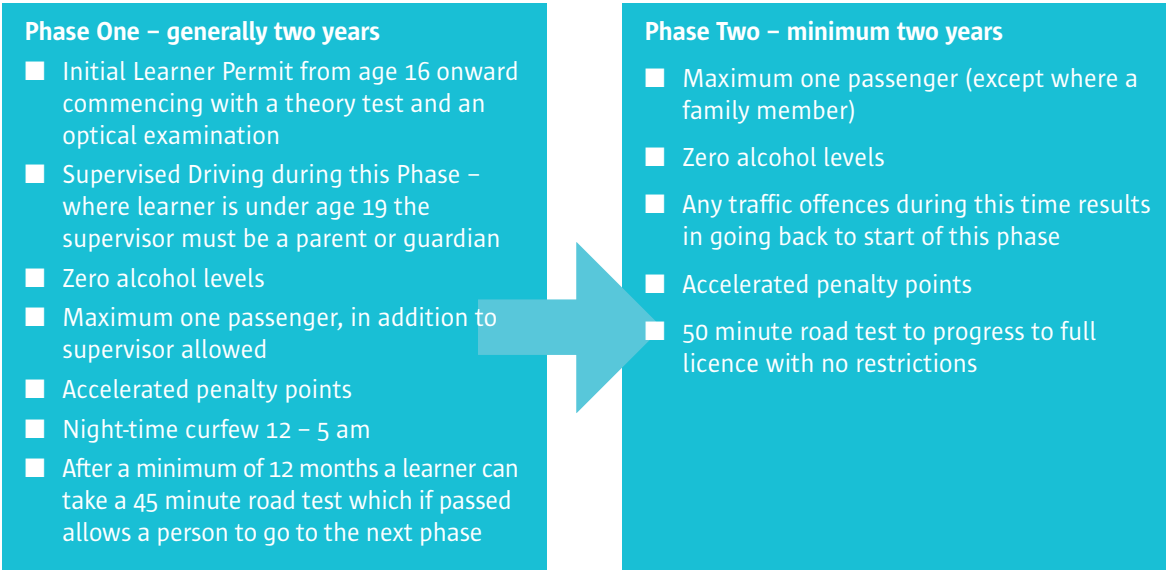 Phase One – generally two years
■ Initial Learner Permit from age 16 onward
commencing with a theory test and an
optical examination
■ Supervised Driving during this Phase –
where learner is under age 19 the
supervisor must be a parent or guardian
■ Zero alcohol levels
■ Maximum one passenger, in addition to
supervisor allowed
■ Accelerated penalty points
■ Night-time curfew 12 – 5 am
■ After a minimum of 12 months a learner can
take a 45 minute road test which if passed
allows a person to go to the next phase
Phase Two – minimum two years
■ Maximum one passenger (except where a
family member)
■ Zero alcohol levels
■ Any traffic offences during this time results
in going back to start of this phase
■ Accelerated penalty points
■ 50 minute road test to progress to full
licence with no restrictions